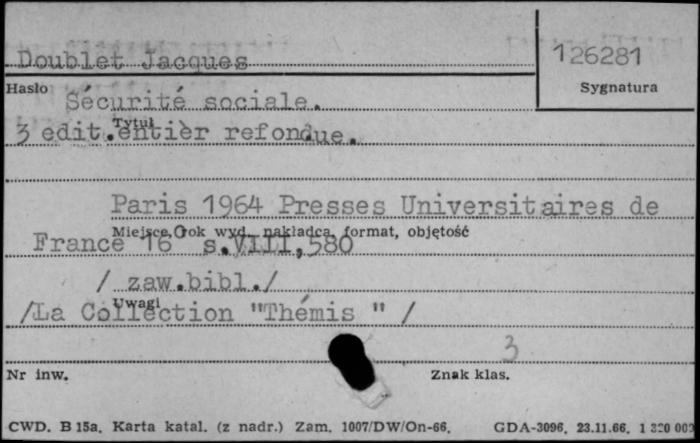 Doublet Jacques
126281
Hasło
Sygnatura
Sécurité sociale.
Tytuł
3 edit.entièr refondue.
Paris 1964 Presses Universitaires de
Miejsce, rok wyd., nakładca, format, objętość
France 16° s.VIII,580
/ zaw.bibl./
Uwagi
/La Collection "Thémis " /
3
Nr inw.
Znak klas.
CWD. B 15a. Karta katal. (z nadr.) Zam. 1007/DW/On-66. GDA-3096. 23.11.66. 1 320 000